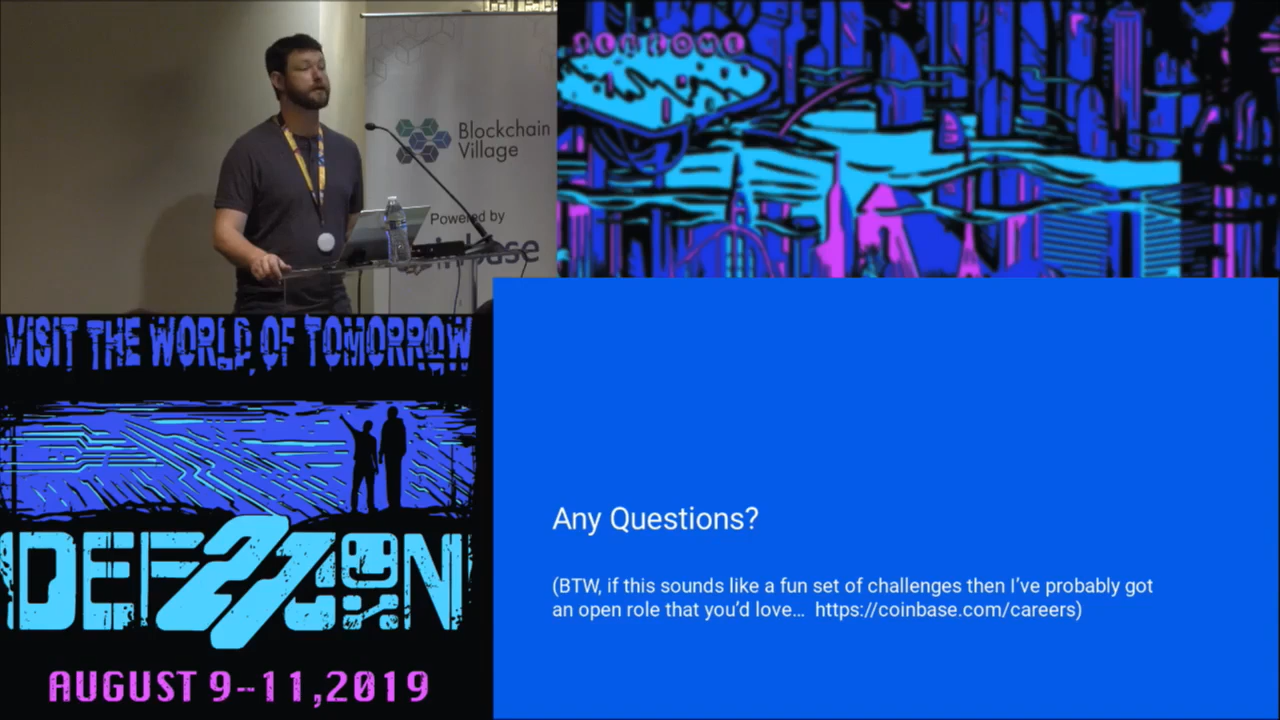 Blockchain
Village
Powered by
WELCOME
VISIT THE WORLD OF TOMORROW
DEF27CON
AUGUST 9--11,2019
Any Questions?
(BTW, if this sounds like a fun set of challenges then I’ve probably got
an open role that you’d love... https://coinbase.com/careers)